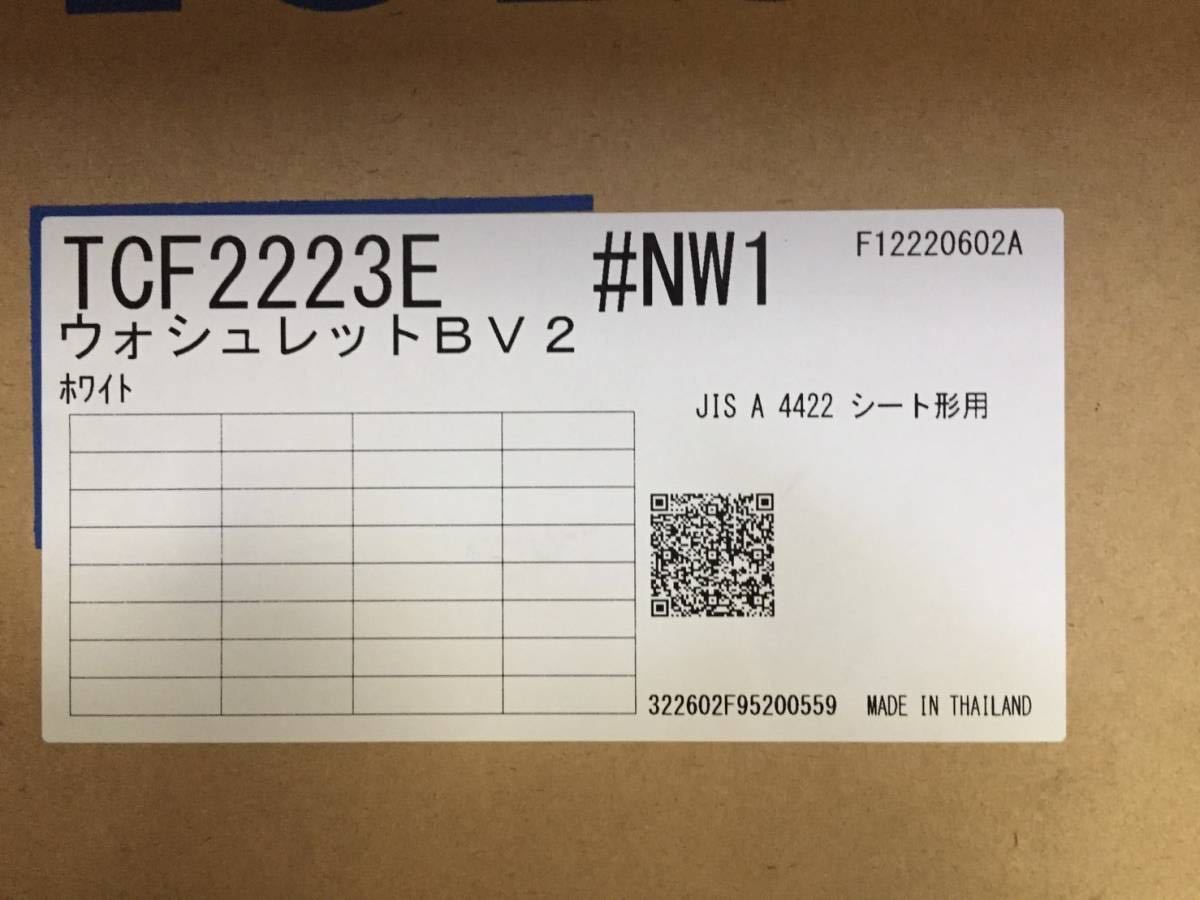 TCF2223E #NW1 F12220602A
ウォシュレットＢＶ２
ﾎﾜｲﾄ
JIS A 4422 シート形用
322602F95200559 MADE IN THAILAND